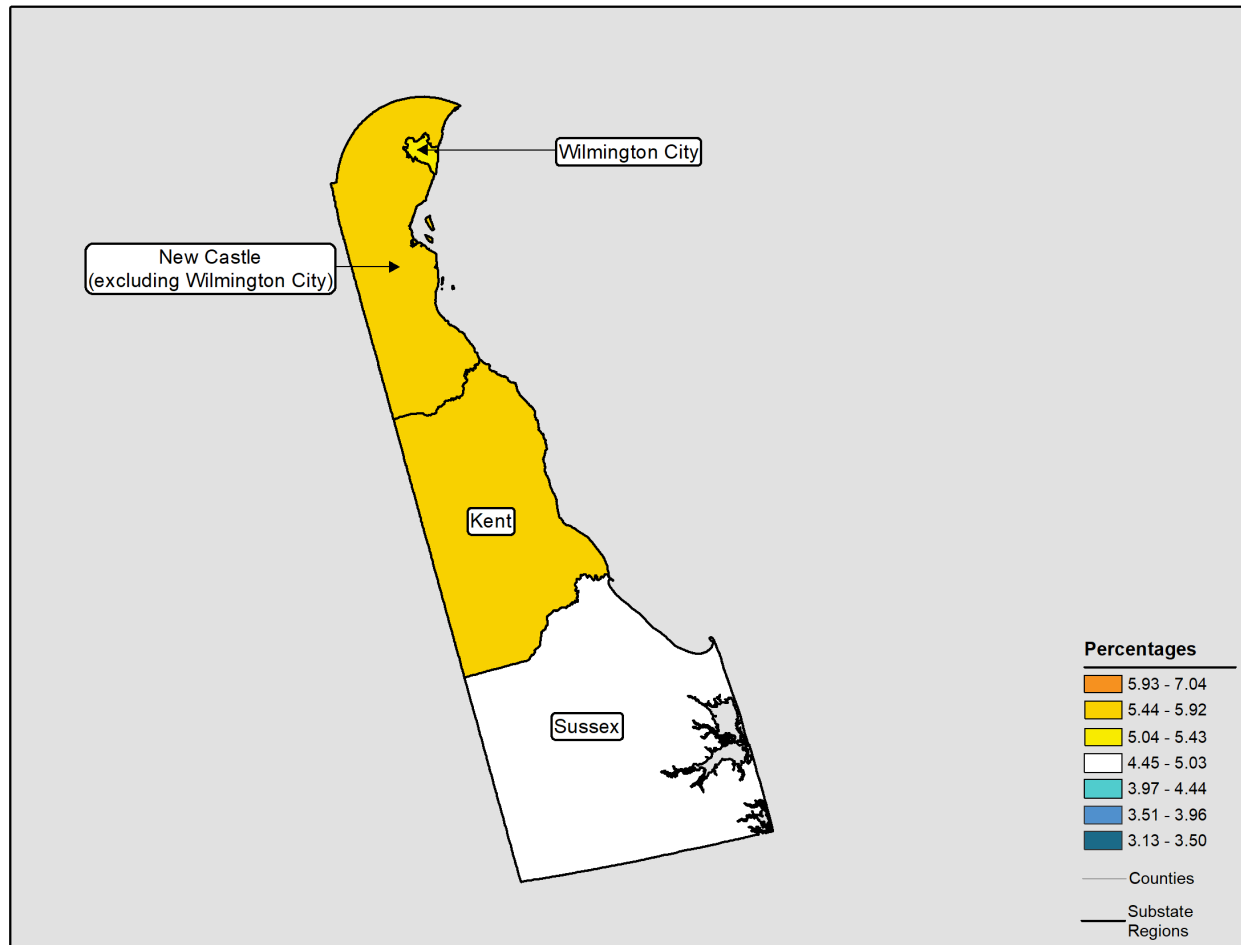 Wilmington City
New Castle
(excluding Wilmington City)
Kent
Sussex
Percentages
5.93 - 7.04
5.44 - 5.92
5.04 - 5.43
4.45 - 5.03
3.97 - 4.44
3.51 - 3.96
3.13 - 3.50
Counties
Substate
Regions